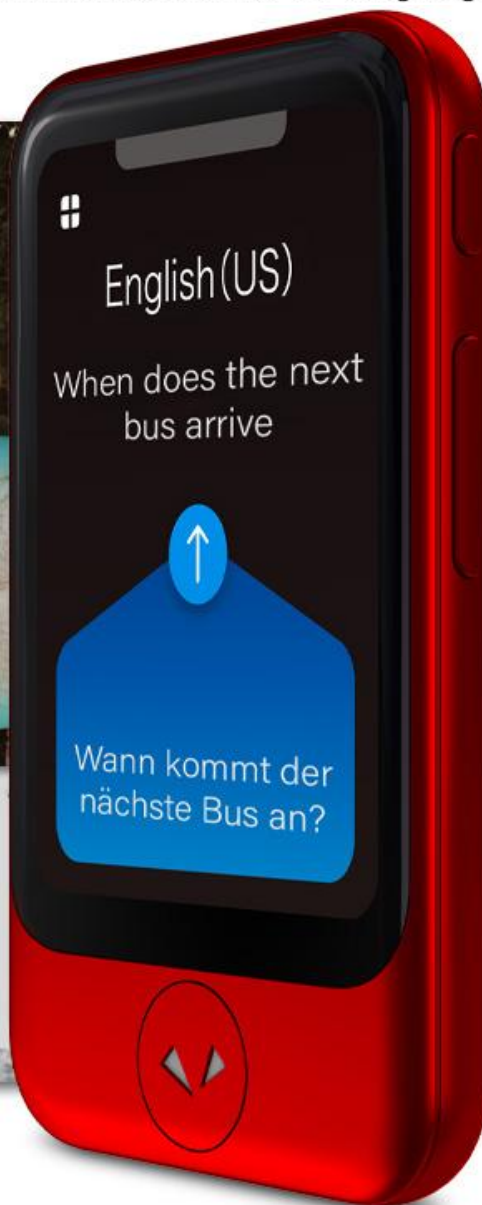 English(US)
When does the next
bus arrive
Wann kommt der
nächste Bus an?